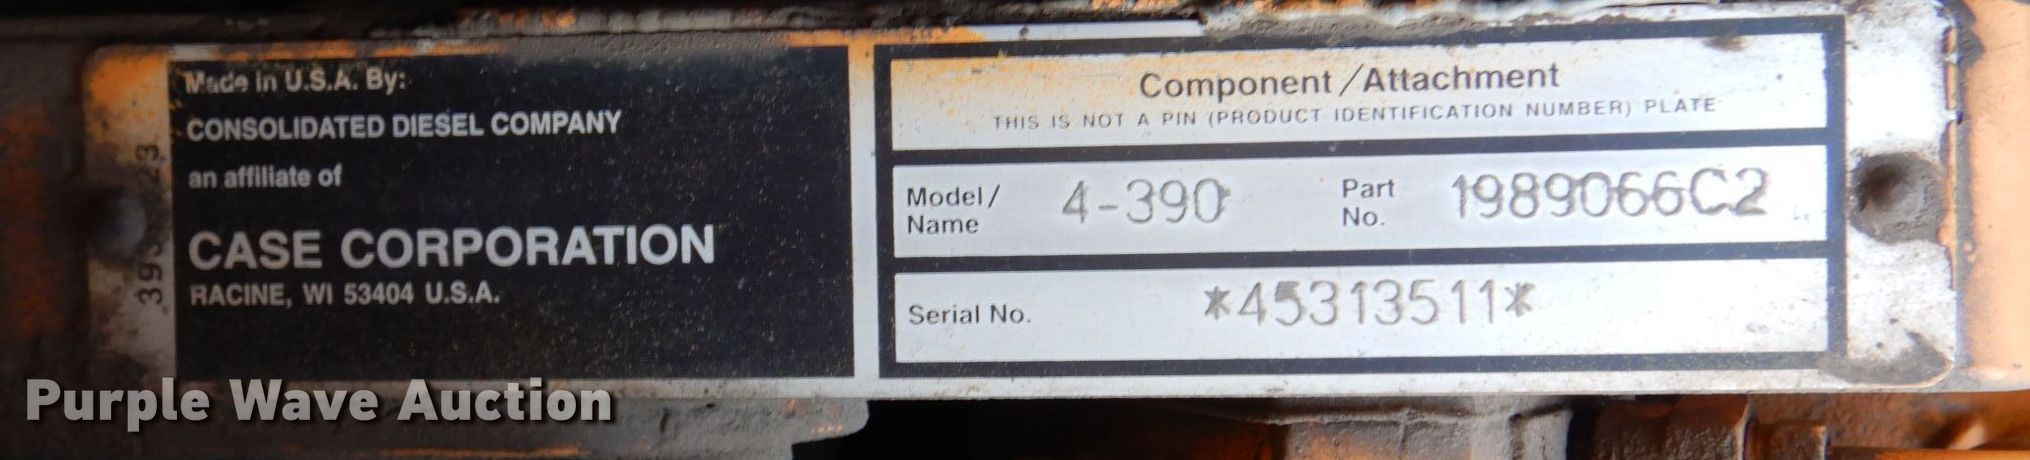 Made in U.S.A. By:
CONSOLIDATED DIESEL COMPANY
an affiliate of
CASE CORPORATION
RACINE, WI 53404 U.S.A.
Component/Attachment
THIS IS NOT A PIN (PRODUCT IDENTIFICATION NUMBER) PLATE
Model/
Name
4-390
Part
No.
1989066C2
Serial No.
*45313511*
Purple Wave Auction